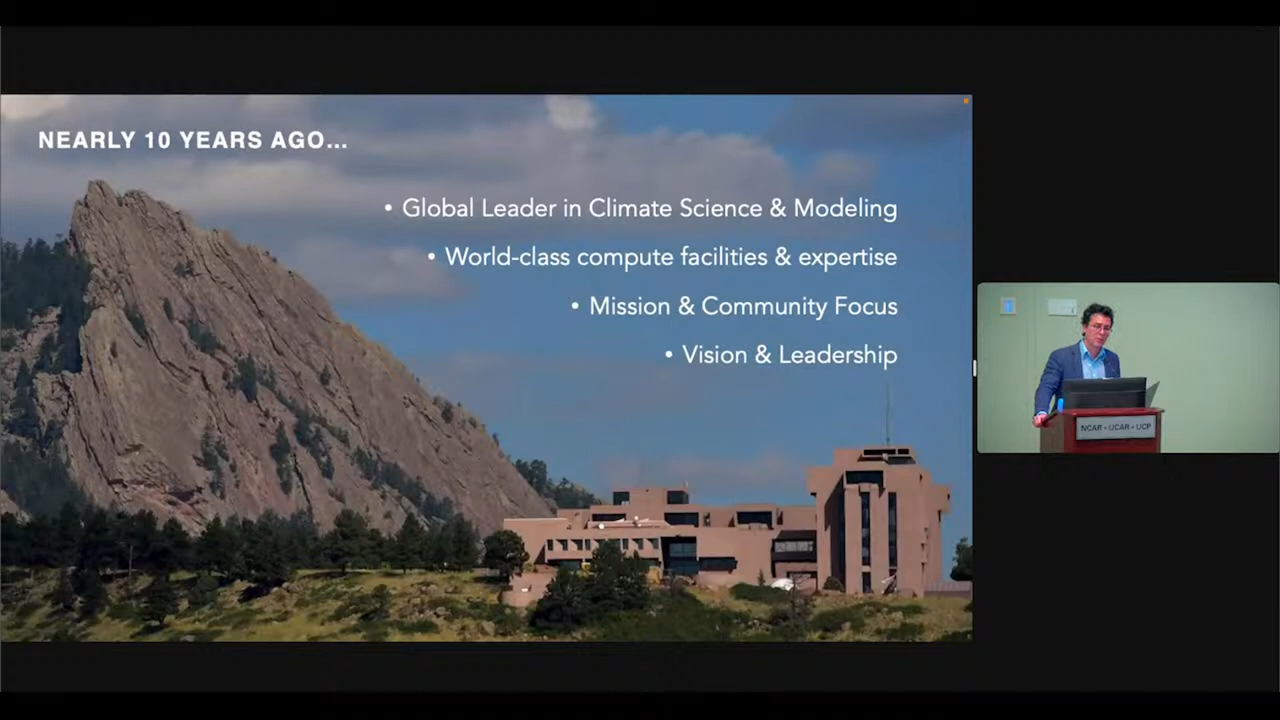 NEARLY 10 YEARS AGO...
• Global Leader in Climate Science & Modeling
• World-class compute facilities & expertise
• Mission & Community Focus
• Vision & Leadership
NCAR • UCAR • UCP